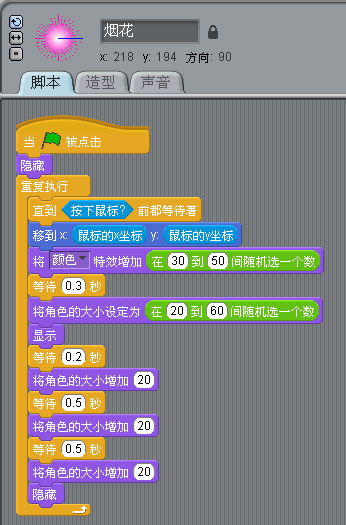 烟花
x: 218 y: 194 方向: 90
脚本 造型 声音
当 被点击
隐藏
重复执行
直到 按下鼠标? 前都等待著
移到 x: 鼠标的x坐标 y: 鼠标的y坐标
将 颜色 特效增加 在 30 到 50 间随机选一个数
等待 0.3 秒
将角色的大小设定为 在 20 到 60 间随机选一个数
显示
等待 0.2 秒
将角色的大小增加 20
等待 0.5 秒
将角色的大小增加 20
等待 0.5 秒
将角色的大小增加 20
隐藏